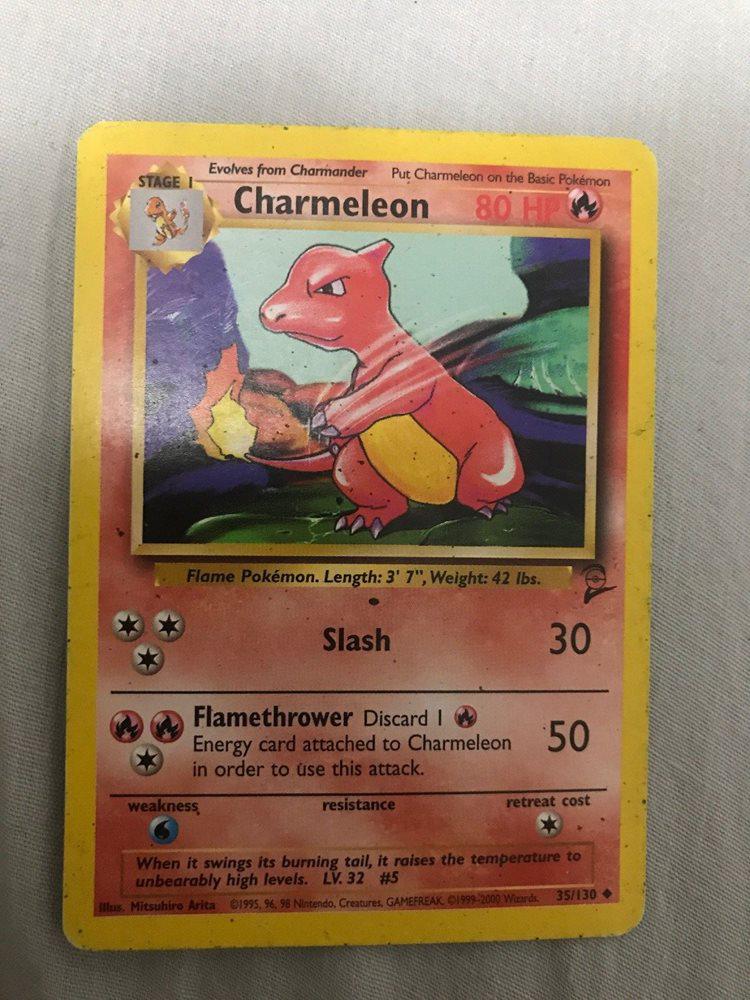 Evolves from Charmander Put Charmeleon on the Basic Pokémon
STAGE 1
Charmeleon 80 HP
Flame Pokémon. Length: 3' 7", Weight: 42 lbs.
Slash 30
Flamethrower Discard 1
Energy card attached to Charmeleon 50
in order to use this attack.
weakness resistance retreat cost
When it swings its burning tail, it raises the temperature to
unbearably high levels. LV. 32 #5
Illus. Mitsuhiro Arita ©1995, 96, 98 Nintendo, Creatures, GAMEFREAK. ©1999-2000 Wizards. 35/130